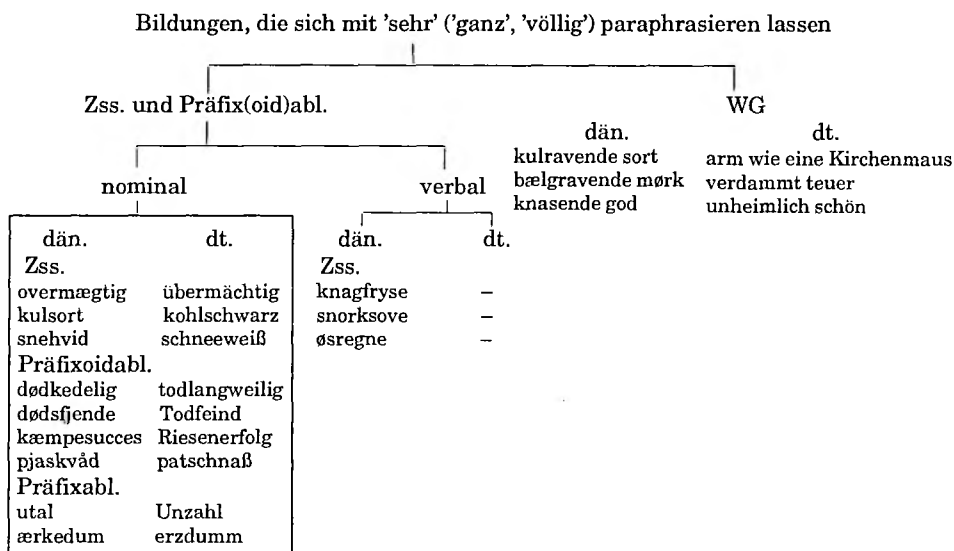 Bildungen, die sich mit 'sehr' ('ganz', 'völlig') paraphrasieren lassen
Zss. und Präfix(oid)abl. WG
dän. dt.
kulravende sort arm wie eine Kirchenmaus
bælgravende mørk verdammt teuer
knasende god unheimlich schön
nominal verbal
dän. dt. dän. dt.
Zss. Zss.
overmægtig übermächtig knagfryse –
kulsort kohlschwarz snorksove –
snehvid schneeweiß øsregne –
Präfixoidabl.
dødkedelig todlangweilig
dødsfjende Todfeind
kæmpesucces Riesenerfolg
pjaskvåd patschnaß
Präfixabl.
utal Unzahl
ærkedum erzdumm